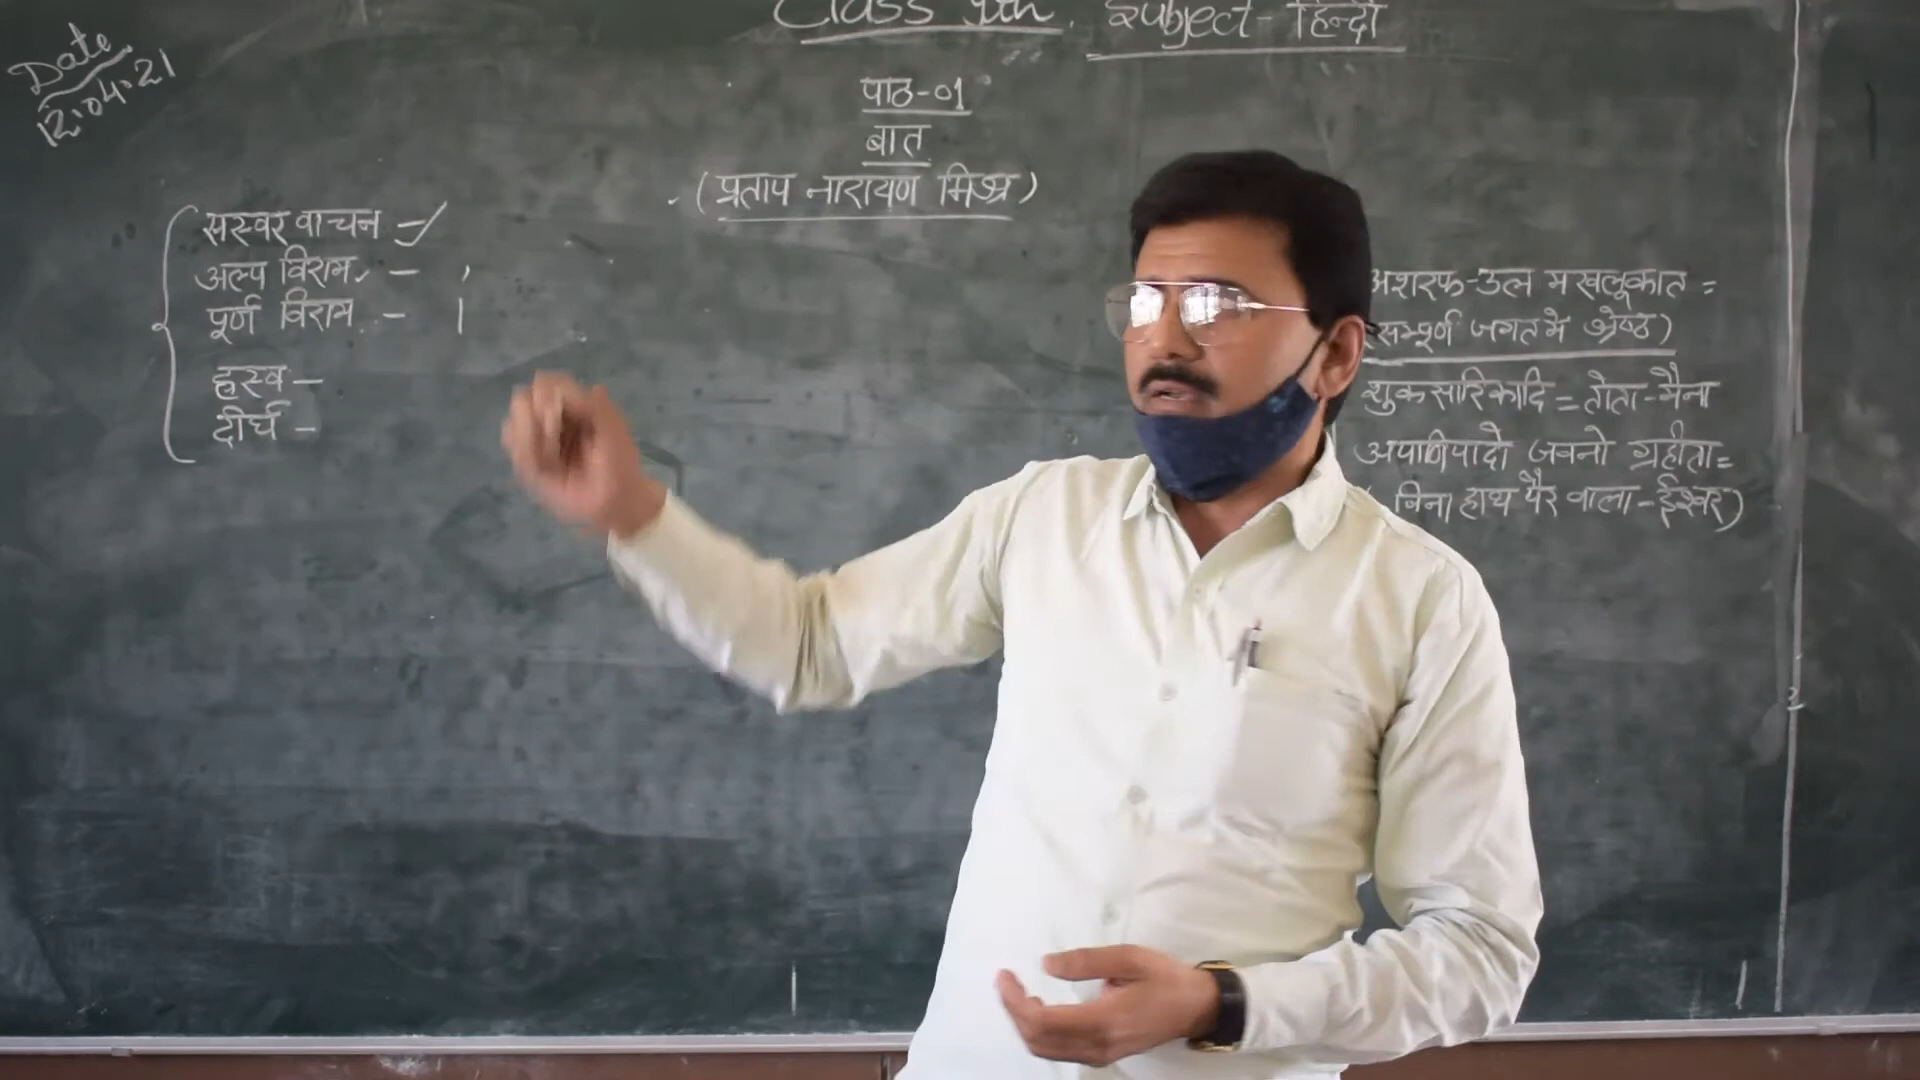 Class 9th. Subject - हिन्दी
Date
12.04.21
पाठ-01
बात
(प्रताप नारायण मिश्र)
सस्वर वाचन -
अल्प विराम - ,
पूर्ण विराम - ।
ह्रस्व -
दीर्घ -
अशरफ-उल मखलूकात =
सम्पूर्ण जगत में श्रेष्ठ)
शुकसारिकादि = तोता-मैना
अपाणिपादो जवनो ग्रहीता =
( बिना हाथ पैर वाला - ईश्वर)